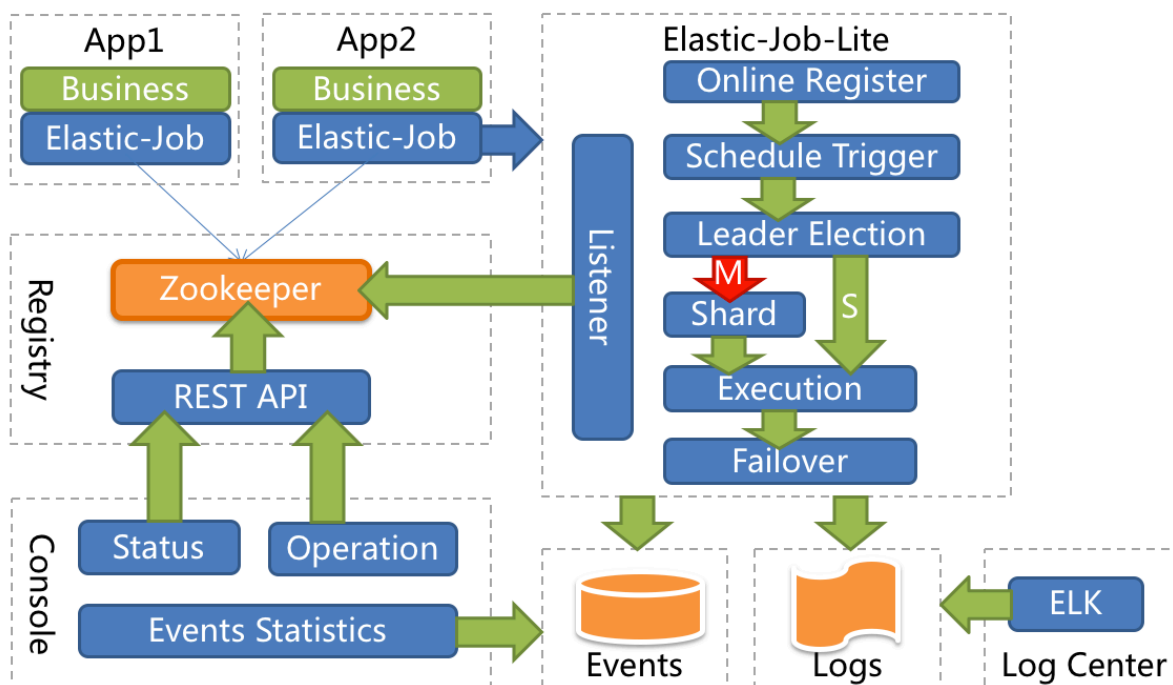 App1
Business
Elastic-Job
App2
Business
Elastic-Job
Elastic-Job-Lite
Online Register
Schedule Trigger
Leader Election
M
S
Shard
Execution
Failover
Listener
Registry
Zookeeper
REST API
Console
Status
Operation
Events Statistics
Events
Logs
ELK
Log Center